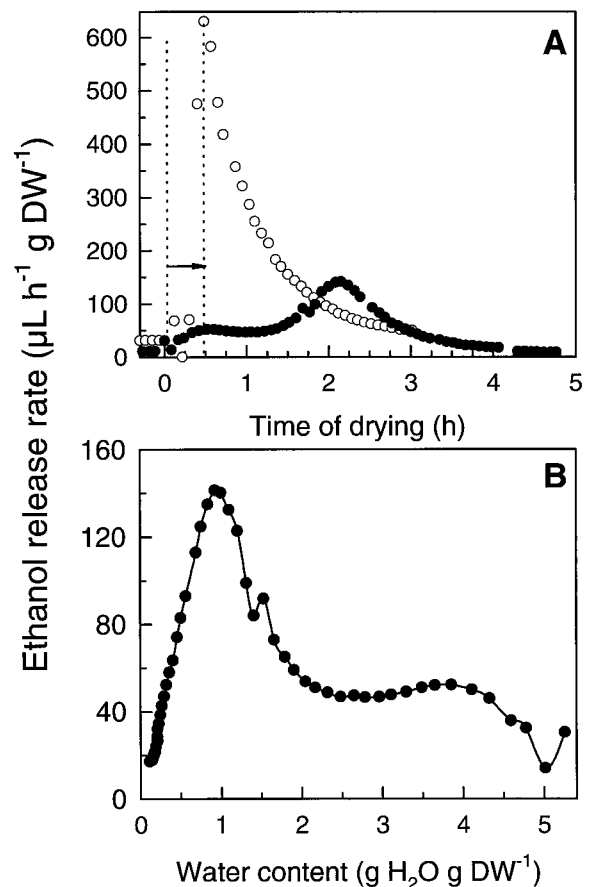 A
600
500
400
300
200
100
0
0 1 2 3 4 5
Time of drying (h)
Ethanol release rate (µL h⁻¹ g DW⁻¹)
B
160
120
80
40
0
0 1 2 3 4 5
Water content (g H₂O g DW⁻¹)